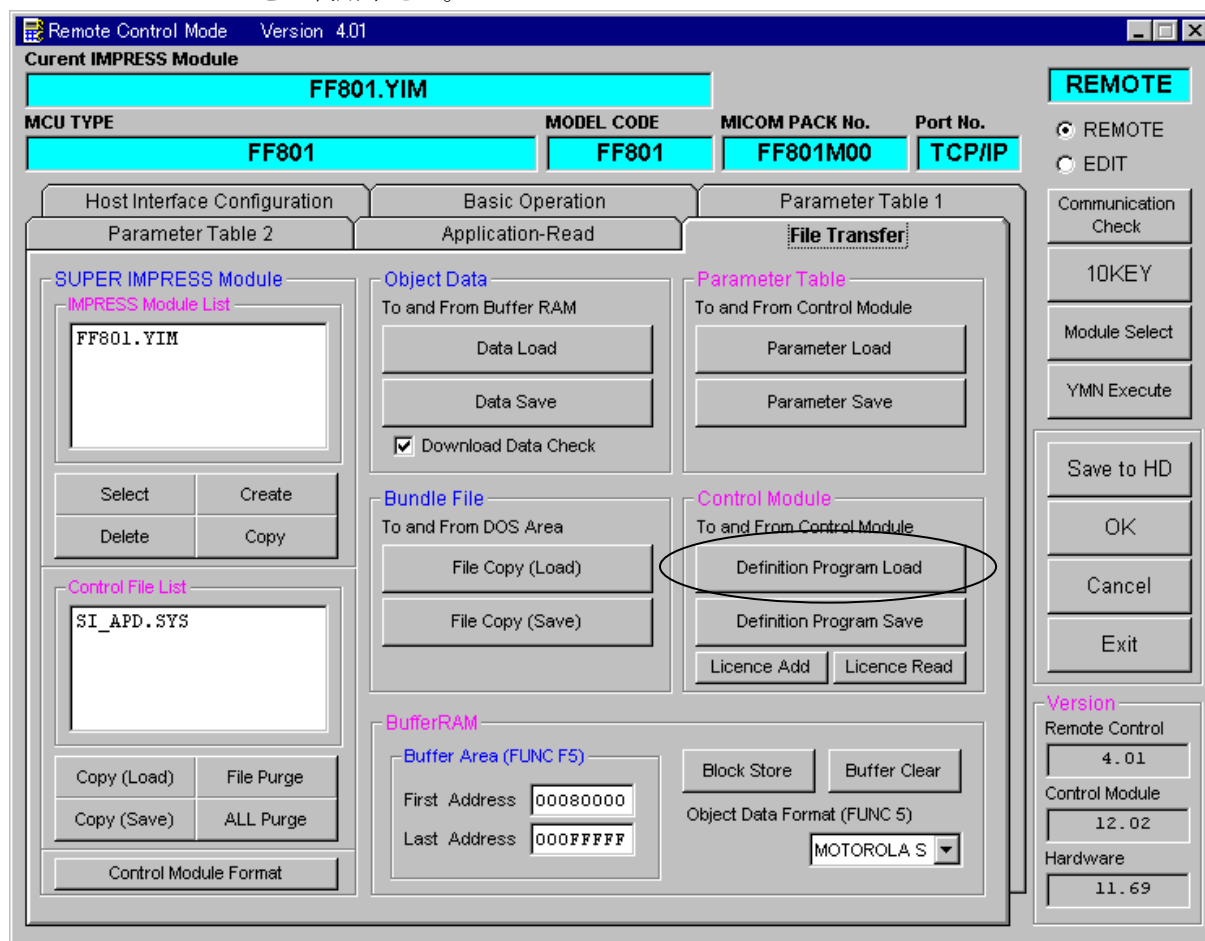 Remote Control Mode Version 4.01
Curent IMPRESS Module
FF801.YIM
REMOTE
MCU TYPE MODEL CODE MICOM PACK No. Port No.
FF801 FF801 FF801M00 TCP/IP
REMOTE
EDIT
Host Interface Configuration Basic Operation Parameter Table 1
Parameter Table 2 Application-Read File Transfer
Communication
Check
10KEY
Module Select
YMN Execute
Save to HD
OK
Cancel
Exit
SUPER IMPRESS Module
IMPRESS Module List
FF801.YIM
Select Create
Delete Copy
Control File List
SI_APD.SYS
Copy (Load) File Purge
Copy (Save) ALL Purge
Control Module Format
Object Data
To and From Buffer RAM
Data Load
Data Save
Download Data Check
Parameter Table
To and From Control Module
Parameter Load
Parameter Save
Bundle File
To and From DOS Area
File Copy (Load)
File Copy (Save)
Control Module
To and From Control Module
Definition Program Load
Definition Program Save
Licence Add Licence Read
BufferRAM
Buffer Area (FUNC F5)
First Address 00080000
Last Address 000FFFFF
Block Store Buffer Clear
Object Data Format (FUNC 5)
MOTOROLA S
Version
Remote Control
4.01
Control Module
12.02
Hardware
11.69